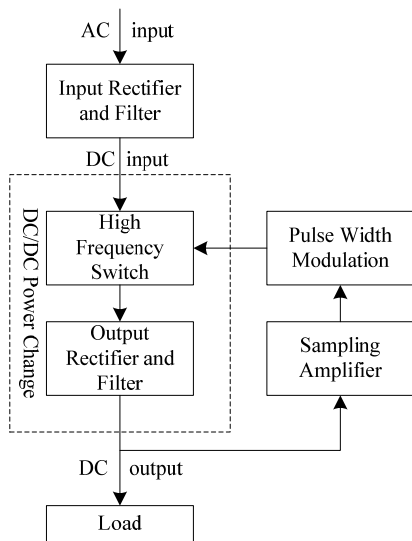 AC input
Input Rectifier
and Filter
DC input
DC/DC Power Change
High
Frequency
Switch
Pulse Width
Modulation
Output
Rectifier and
Filter
Sampling
Amplifier
DC output
Load